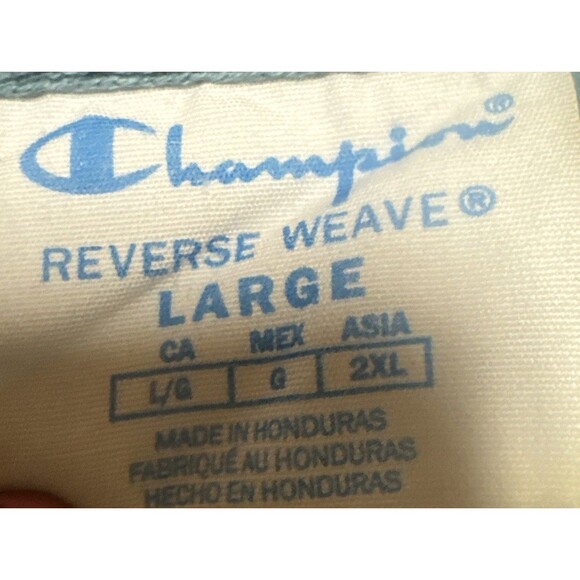 Champion®
REVERSE WEAVE®
LARGE
CA MEX ASIA
L/G G 2XL
MADE IN HONDURAS
FABRIQUÉ AU HONDURAS
HECHO EN HONDURAS